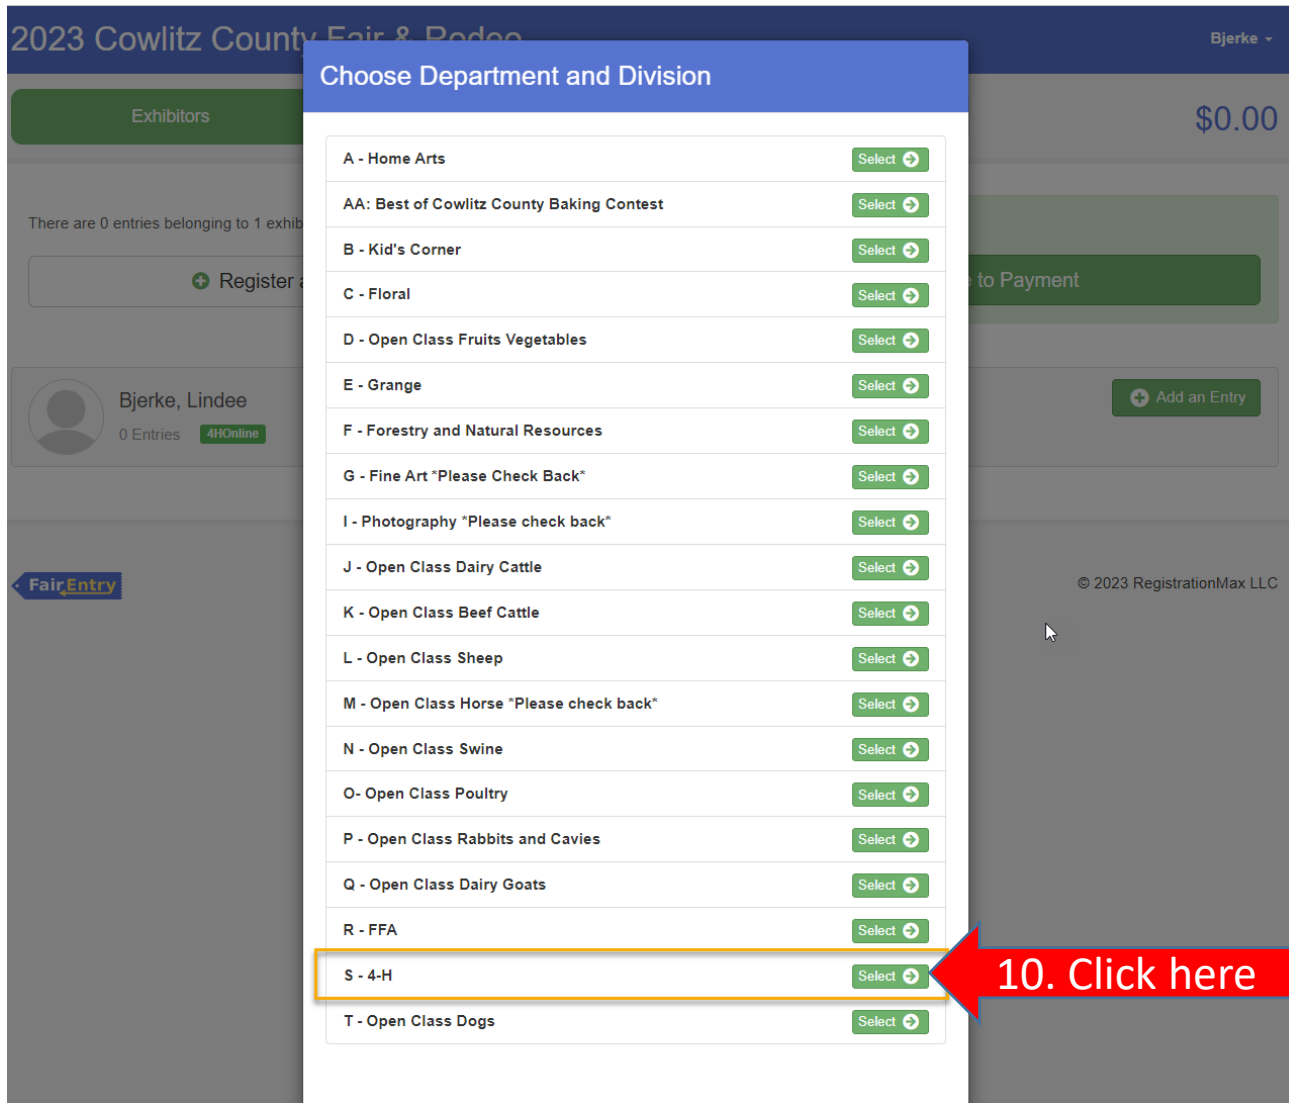 2023 Cowlitz County Fair & Rodeo
Bjerke
Choose Department and Division
Exhibitors
$0.00
A - Home Arts Select
AA: Best of Cowlitz County Baking Contest Select
There are 0 entries belonging to 1 exhib
B - Kid's Corner Select
Register a
C - Floral Select
to Payment
D - Open Class Fruits Vegetables Select
E - Grange Select
Bjerke, Lindee
Add an Entry
0 Entries 4HOnline
F - Forestry and Natural Resources Select
G - Fine Art *Please Check Back* Select
I - Photography *Please check back* Select
J - Open Class Dairy Cattle Select
FairEntry
© 2023 RegistrationMax LLC
K - Open Class Beef Cattle Select
L - Open Class Sheep Select
M - Open Class Horse *Please check back* Select
N - Open Class Swine Select
O- Open Class Poultry Select
P - Open Class Rabbits and Cavies Select
Q - Open Class Dairy Goats Select
R - FFA Select
S - 4-H Select
10. Click here
T - Open Class Dogs Select